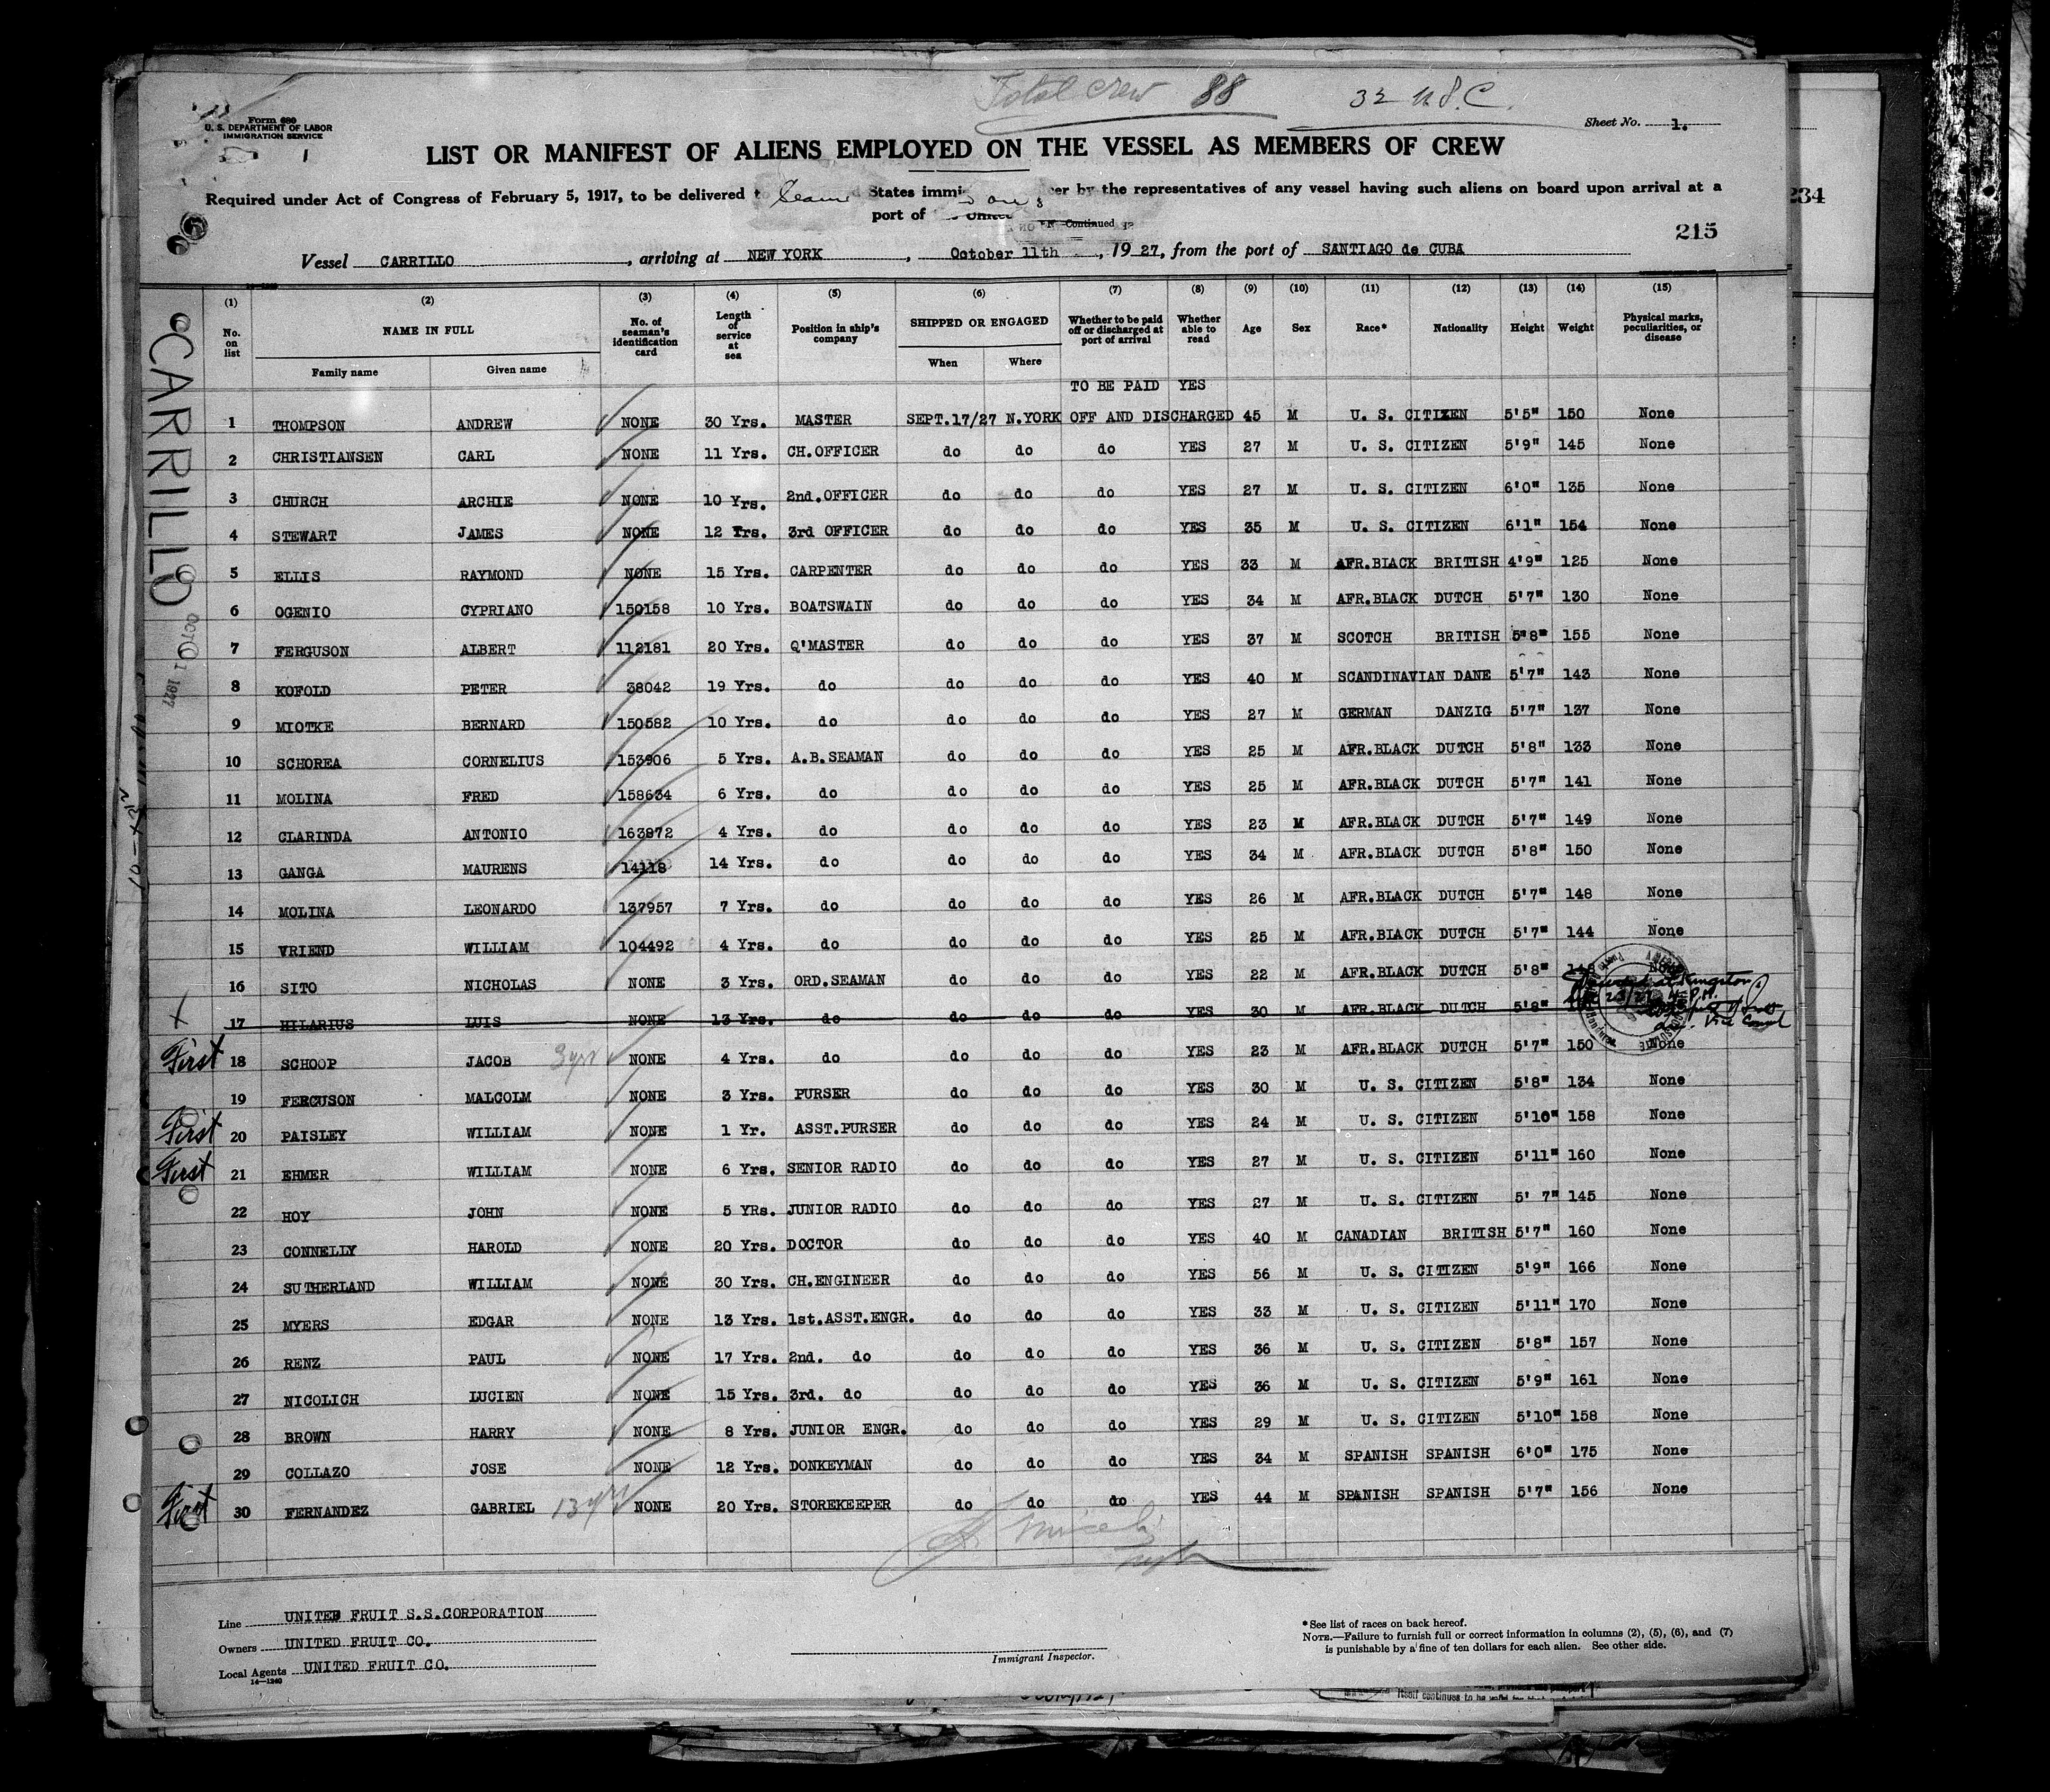 Total crew 88 32 U S. C.
Form 680
U. S. DEPARTMENT OF LABOR
IMMIGRATION SERVICE
1
Sheet No. 1.
LIST OR MANIFEST OF ALIENS EMPLOYED ON THE VESSEL AS MEMBERS OF CREW
Required under Act of Congress of February 5, 1917, to be delivered to States by the representatives of any vessel having such aliens on board upon arrival at a
port of
Continued
215
234
Vessel CARRILLO, arriving at NEW YORK, October 11th, 1927, from the port of SANTIAGO de CUBA
CARRILLO
(1) (2) (3) (4) (5) (6) (7) (8) (9) (10) (11) (12) (13) (14) (15)
No. on list NAME IN FULL No. of seaman's identification card Length of service at sea Position in ship's company SHIPPED OR ENGAGED Whether to be paid off or discharged at port of arrival Whether able to read Age Sex Race* Nationality Height Weight Physical marks, peculiarities, or disease
Family name Given name When Where
TO BE PAID YES
1 THOMPSON ANDREW NONE 30 Yrs. MASTER SEPT.17/27 N.YORK OFF AND DISCHARGED 45 M U. S. CITIZEN 5'5" 150 None
2 CHRISTIANSEN CARL NONE 11 Yrs. CH.OFFICER do do do YES 27 M U. S. CITIZEN 5'9" 145 None
3 CHURCH ARCHIE NONE 10 Yrs. 2nd.OFFICER do do do YES 27 M U. S. CITIZEN 6'0" 135 None
4 STEWART JAMES NONE 12 Yrs. 3rd OFFICER do do do YES 35 M U. S. CITIZEN 6'1" 154 None
5 ELLIS RAYMOND NONE 15 Yrs. CARPENTER do do do YES 33 M AFR.BLACK BRITISH 4'9" 125 None
6 OGENIO CYPRIANO 150158 10 Yrs. BOATSWAIN do do do YES 34 M AFR.BLACK DUTCH 5'7" 130 None
7 FERGUSON ALBERT 112181 20 Yrs. Q'MASTER do do do YES 37 M SCOTCH BRITISH 5'8" 155 None
8 KOFOLD PETER 38042 19 Yrs. do do do do YES 40 M SCANDINAVIAN DANE 5'7" 143 None
9 MIOTKE BERNARD 150582 10 Yrs. do do do do YES 27 M GERMAN DANZIG 5'7" 137 None
10 SCHOREA CORNELIUS 153906 5 Yrs. A.B.SEAMAN do do do YES 25 M AFR.BLACK DUTCH 5'8" 133 None
11 MOLINA FRED 158634 6 Yrs. do do do do YES 25 M AFR.BLACK DUTCH 5'7" 141 None
12 CLARINDA ANTONIO 163872 4 Yrs. do do do do YES 23 M AFR.BLACK DUTCH 5'7" 149 None
13 GANGA MAURENS 14118 14 Yrs. do do do do YES 34 M AFR.BLACK DUTCH 5'8" 150 None
14 MOLINA LEONARDO 137957 7 Yrs. do do do do YES 26 M AFR.BLACK DUTCH 5'7" 148 None
15 VRIEND WILLIAM 104492 4 Yrs. do do do do YES 25 M AFR.BLACK DUTCH 5'7" 144 None
16 SITO NICHOLAS NONE 3 Yrs. ORD.SEAMAN do do do YES 22 M AFR.BLACK DUTCH 5'8"
17 HILARIUS LUIS NONE 13 Yrs. do do do do YES 30 M AFR.BLACK DUTCH 5'8"
at Kingston
Vice Consul
First 18 SCHOOP JACOB 3yrs NONE 4 Yrs. do do do do YES 23 M AFR.BLACK DUTCH 5'7" 150 None
19 FERGUSON MALCOLM NONE 3 Yrs. PURSER do do do YES 30 M U. S. CITIZEN 5'8" 134 None
First 20 PAISLEY WILLIAM NONE 1 Yr. ASST.PURSER do do do YES 24 M U. S. CITIZEN 5'10" 158 None
First 21 EHMER WILLIAM NONE 6 Yrs. SENIOR RADIO do do do YES 27 M U. S. CITIZEN 5'11" 160 None
22 HOY JOHN NONE 5 YRs. JUNIOR RADIO do do do YES 27 M U. S. CITIZEN 5' 7" 145 None
23 CONNELLY HAROLD NONE 20 Yrs. DOCTOR do do do YES 40 M CANADIAN BRITISH 5'7" 160 None
24 SUTHERLAND WILLIAM NONE 30 Yrs. CH.ENGINEER do do do YES 56 M U. S. CITIZEN 5'9" 166 None
25 MYERS EDGAR NONE 13 Yrs. 1st.ASST.ENGR. do do do YES 33 M U. S. CITIZEN 5'11" 170 None
26 RENZ PAUL NONE 17 Yrs. 2nd. do do do do YES 36 M U. S. CITIZEN 5'8" 157 None
27 NICOLICH LUCIEN NONE 15 Yrs. 3rd. do do do do YES 36 M U. S. CITIZEN 5'9" 161 None
28 BROWN HARRY NONE 8 Yrs. JUNIOR ENGR. do do do YES 29 M U. S. CITIZEN 5'10" 158 None
29 COLLAZO JOSE NONE 12 Yrs. DONKEYMAN do do do YES 34 M SPANISH SPANISH 6'0" 175 None
First 30 FERNANDEZ GABRIEL 13yrs NONE 20 Yrs. STOREKEEPER do do do YES 44 M SPANISH SPANISH 5'7" 156 None
Line UNITED FRUIT S.S.CORPORATION
Owners UNITED FRUIT CO.
Local Agents UNITED FRUIT CO.
14—1240
Immigrant Inspector.
*See list of races on back hereof.
NOTE.—Failure to furnish full or correct information in columns (2), (5), (6), and (7)
is punishable by a fine of ten dollars for each alien. See other side.